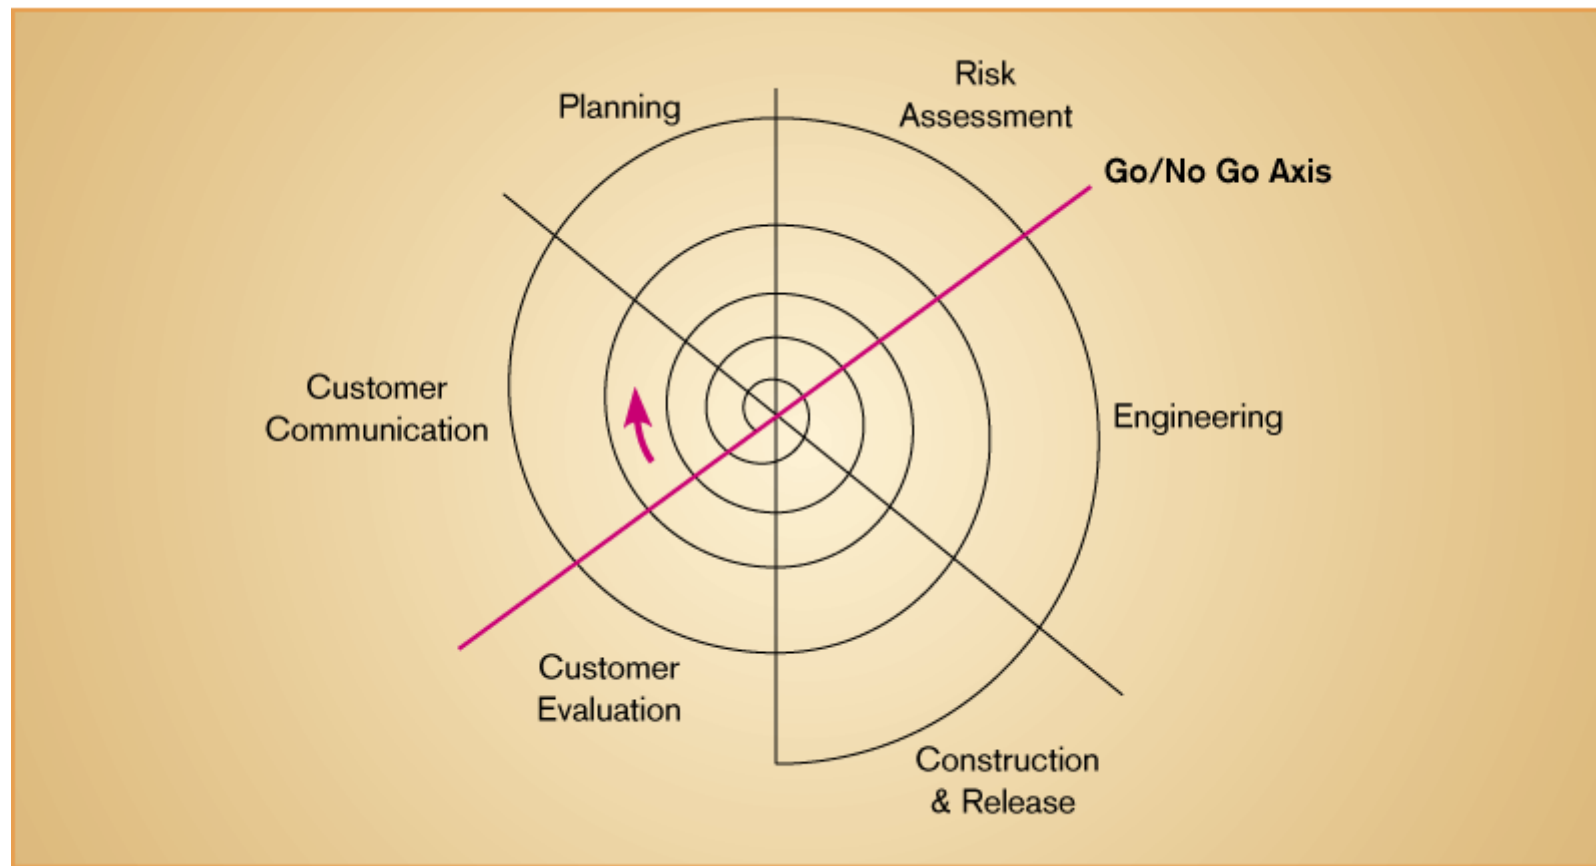 Planning
Risk
Assessment
Go/No Go Axis
Customer
Communication
Engineering
Customer
Evaluation
Construction
& Release